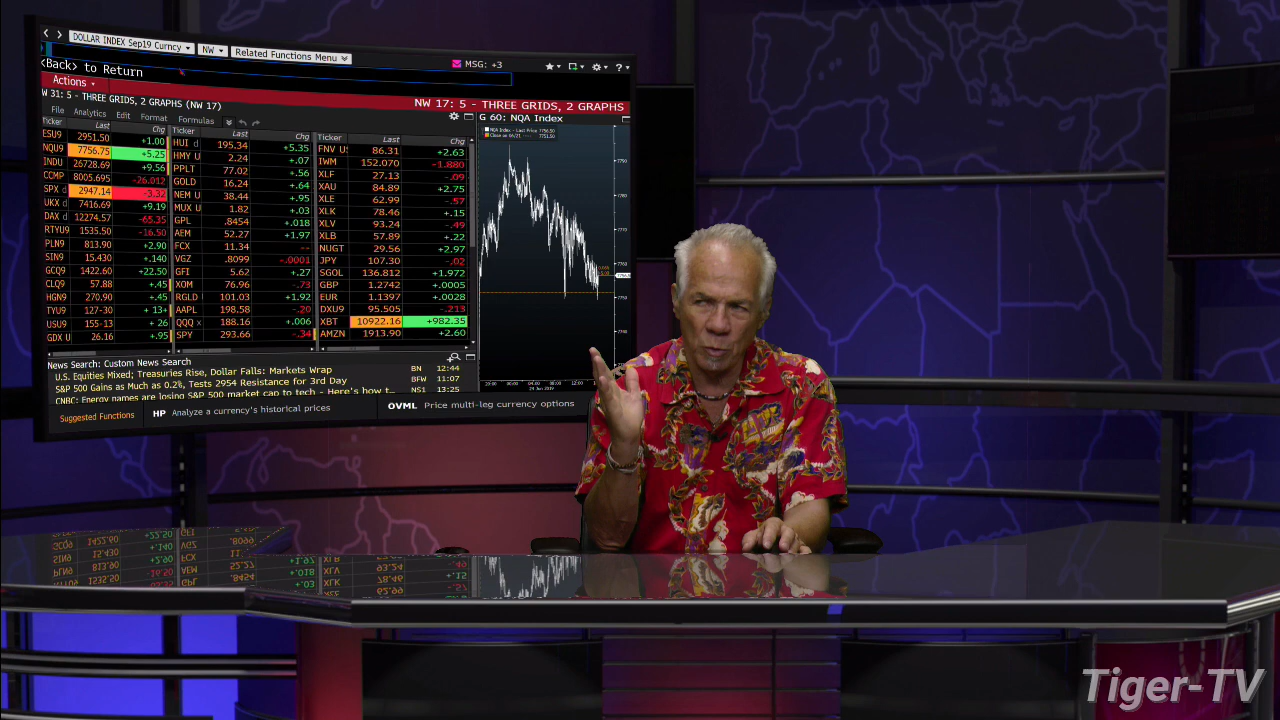 DOLLAR INDEX Sep19 Curncy NW Related Functions Menu
MSG: +3
<Back> to Return
Actions
W 31: 5 - THREE GRIDS, 2 GRAPHS (NW 17) NW 17: 5 - THREE GRIDS, 2 GRAPHS
File Analytics Edit Format Formulas
G 60: NQA Index
Ticker Last Chg Ticker Last Chg Ticker Last Chg
ESU9 2951.50 +1.00 HUI d 195.34 +5.35 FNV US 86.31 +2.63
NQU9 7756.75 +5.25 HMY U 2.24 +.07 IWM 152.070 -1.880
INDU 26728.69 +9.56 PPLT 77.02 +.56 XLF 27.13 -.09
CCMP 8005.695 -26.012 GOLD 16.24 +.64 XAU 84.89 +2.75
SPX d 2947.14 -3.32 NEM U 38.44 +.95 XLE 62.99 -.57
UKX d 7416.69 +9.19 MUX U 1.82 +.03 XLK 78.46 +.15
DAX d 12274.57 -65.35 GPL .8454 +.018 XLV 93.24 -.49
RTYU9 1535.50 -16.50 AEM 52.27 +1.97 XLB 57.89 +.22
PLN9 813.90 +2.90 FCX 11.34 -- NUGT 29.56 +2.97
SIN9 15.430 +.140 VGZ .8099 -.0001 JPY 107.30 -.02
GCQ9 1422.60 +22.50 GFI 5.62 +.27 SGOL 136.812 +1.972
CLQ9 57.88 +.45 XOM 76.96 -.73 GBP 1.2742 +.0005
HGN9 270.90 +.45 RGLD 101.03 +1.92 EUR 1.1397 +.0028
TYU9 127-30 + 13+ AAPL 198.58 -.20 DXU9 95.505 -.213
USU9 155-13 + 26 QQQ x 188.16 +.006 XBT 10922.16 +982.35
GDX U 26.16 +.95 SPY 293.66 -.34 AMZN 1913.90 +2.60
News Search: Custom News Search
U.S. Equities Mixed; Treasuries Rise, Dollar Falls: Markets Wrap BN 12:44
S&P 500 Gains as Much as 0.2%, Tests 2954 Resistance for 3rd Day BFW 11:07
CNBC: Energy names are losing S&P 500 market cap to tech - Here's how t... NS1 13:25
Suggested Functions HP Analyze a currency's historical prices OVML Price multi-leg currency options
Tiger-TV